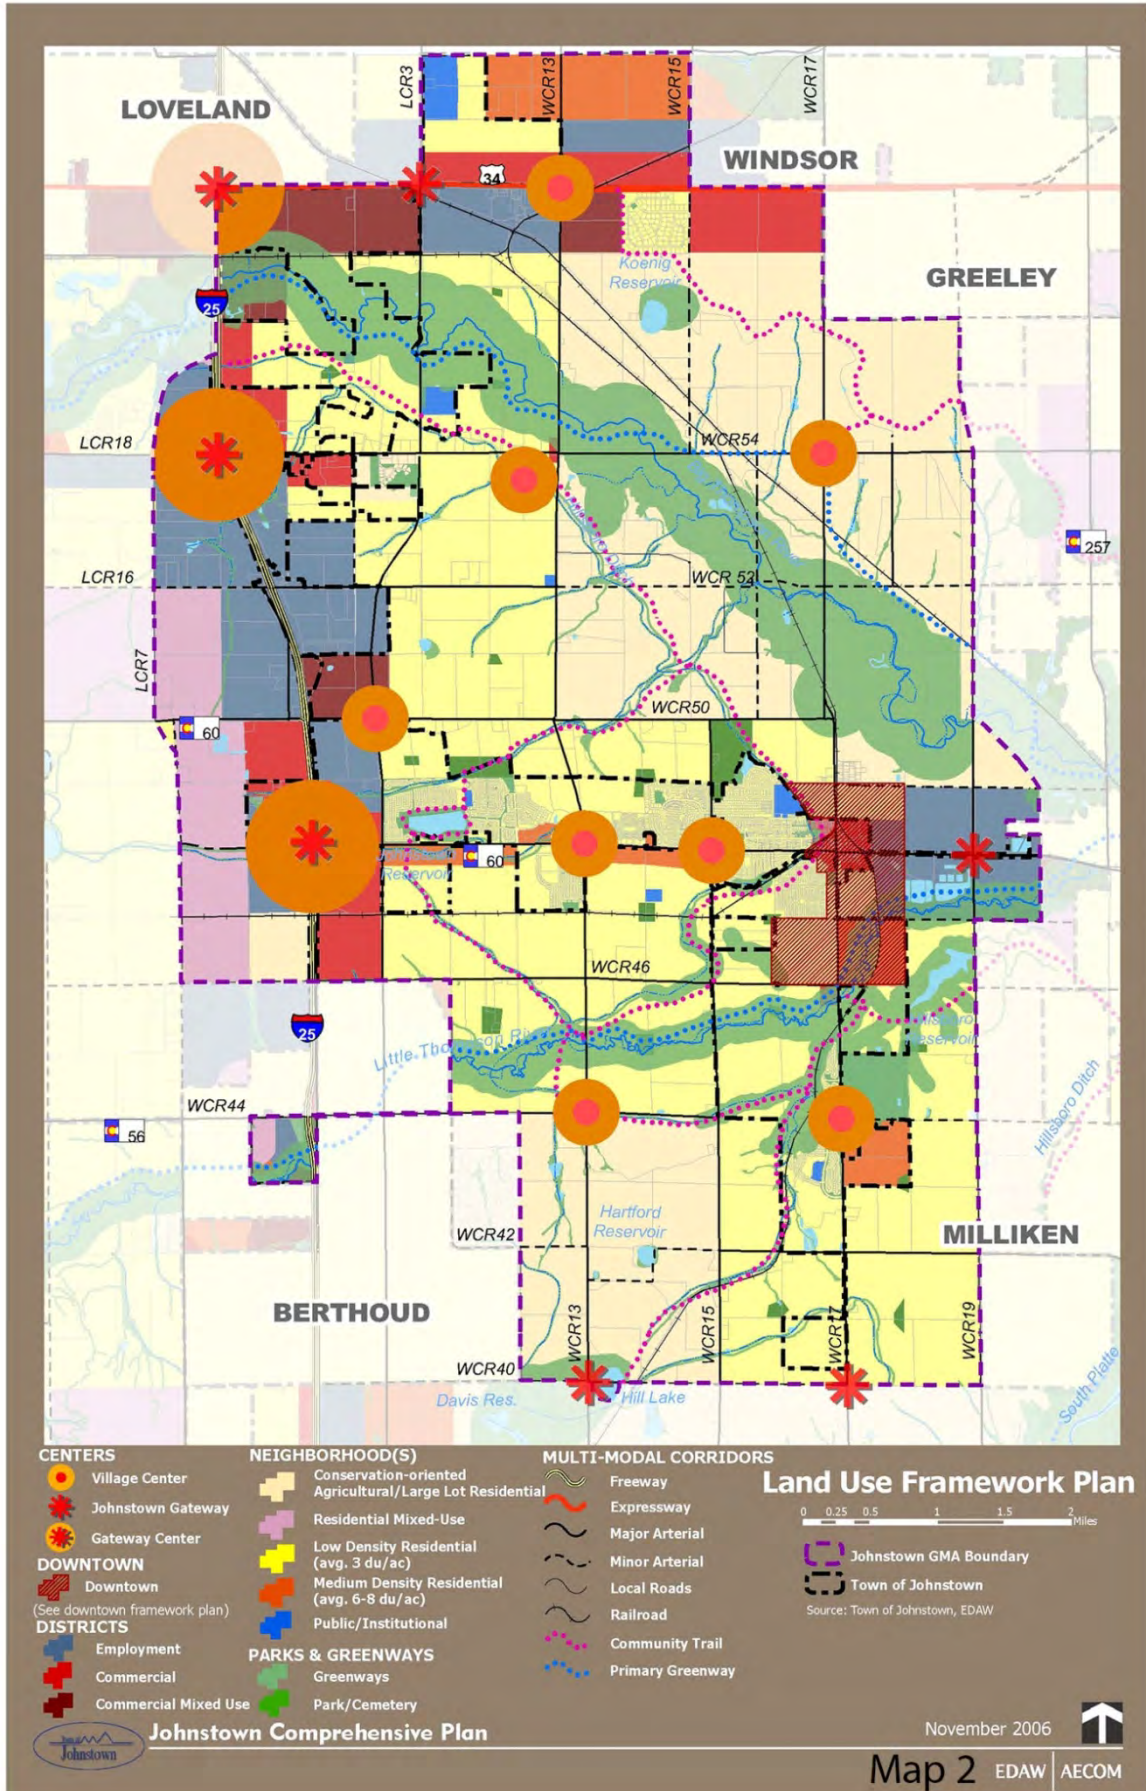 LOVELAND
LCR3
WCR13
WCR15
WCR17
34
WINDSOR
GREELEY
Koenig
Reservoir
25
LCR18
WCR54
257
LCR16
WCR 52
LCR7
60
WCR50
60
Reservoir
WCR46
25
Little Thompson River
Reservoir
WCR44
56
Hillsboro Ditch
Hartford
Reservoir
WCR42
MILLIKEN
BERTHOUD
WCR13
WCR15
WCR17
WCR19
WCR40
Davis Res.
Hill Lake
South Platte
CENTERS
Village Center
Johnstown Gateway
Gateway Center
DOWNTOWN
Downtown
(See downtown framework plan)
DISTRICTS
Employment
Commercial
Commercial Mixed Use
NEIGHBORHOOD(S)
Conservation-oriented
Agricultural/Large Lot Residential
Residential Mixed-Use
Low Density Residential
(avg. 3 du/ac)
Medium Density Residential
(avg. 6-8 du/ac)
Public/Institutional
PARKS & GREENWAYS
Greenways
Park/Cemetery
MULTI-MODAL CORRIDORS
Freeway
Expressway
Major Arterial
Minor Arterial
Local Roads
Railroad
Community Trail
Primary Greenway
Land Use Framework Plan
0 0.25 0.5 1 1.5 2
Miles
Johnstown GMA Boundary
Town of Johnstown
Source: Town of Johnstown, EDAW
Johnstown
Johnstown Comprehensive Plan
November 2006
Map 2 EDAW | AECOM